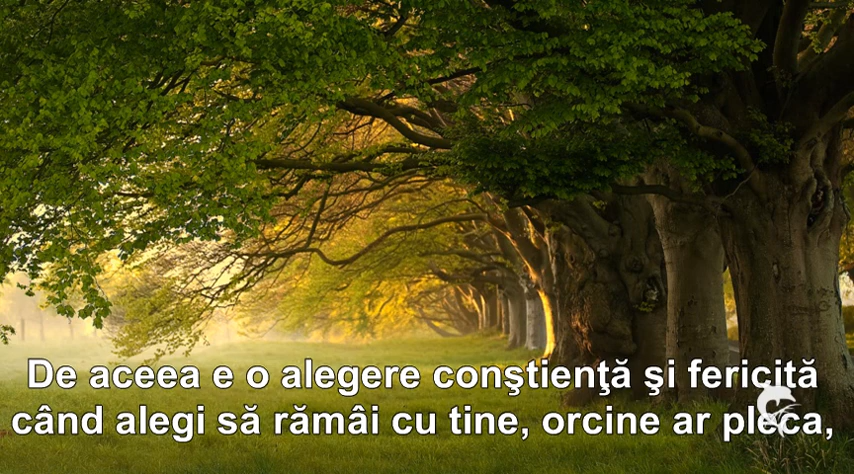 De aceea e o alegere conştienţă şi fericită
când alegi să rămâi cu tine, orcine ar pleca,